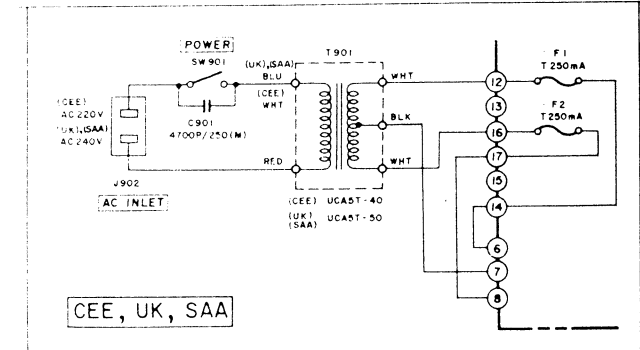 POWER
SW901
(UK),(SAA)
BLU
(CEE)
WHT
T901
WHT
BLK
WHT
RED
C901
4700P/250(M)
(CEE)
AC220V
(UK),(SAA)
AC240V
J902
AC INLET
(CEE) UCA5T-40
(UK) UCA5T-50
(SAA)
F1
T250mA
F2
T250mA
12
13
16
17
15
14
6
7
8
CEE, UK, SAA